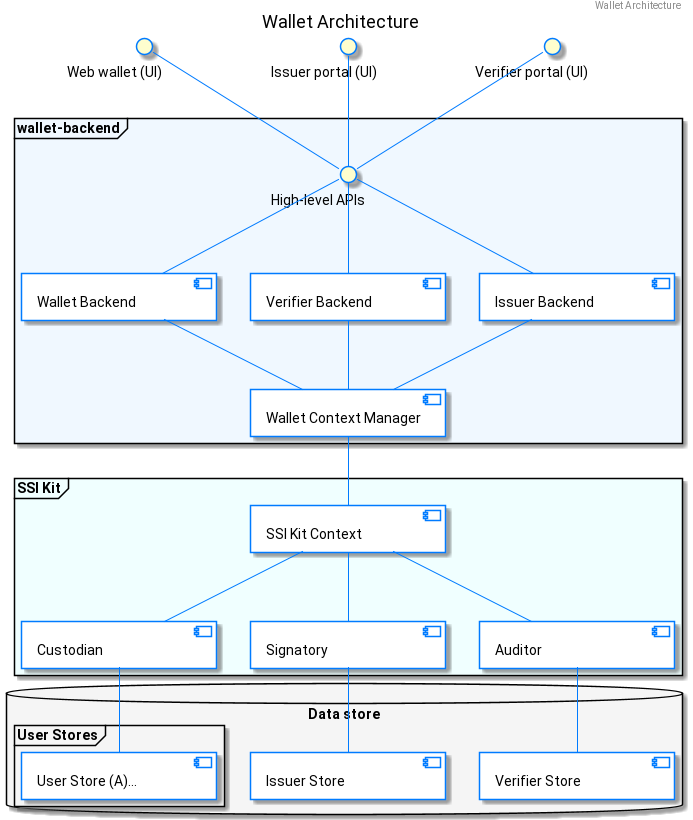 Wallet Architecture
Wallet Architecture
Web wallet (UI)
Issuer portal (UI)
Verifier portal (UI)
wallet-backend
High-level APIs
Wallet Backend
Verifier Backend
Issuer Backend
Wallet Context Manager
SSI Kit
SSI Kit Context
Custodian
Signatory
Auditor
Data store
User Stores
User Store (A)...
Issuer Store
Verifier Store